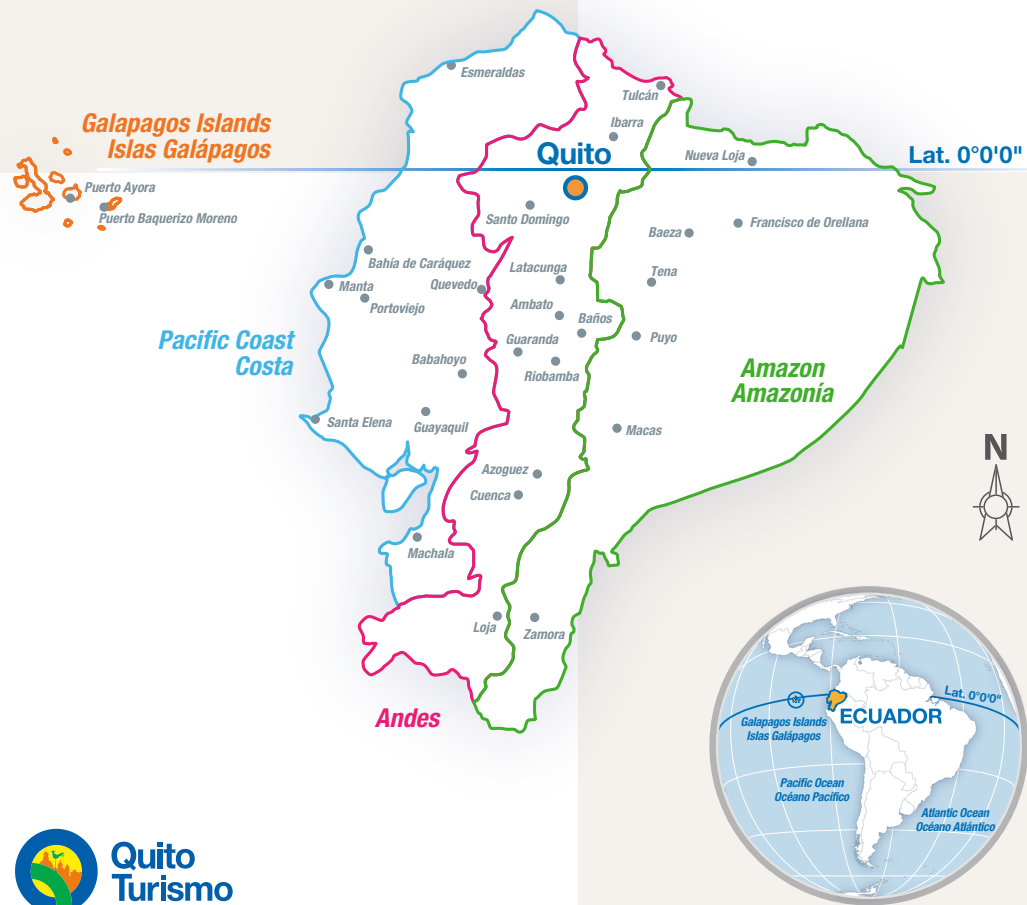 Esmeraldas
Tulcán
Galapagos Islands
Islas Galápagos
Ibarra
Quito
Nueva Loja
Lat. 0°0'0"
Puerto Ayora
Puerto Baquerizo Moreno
Santo Domingo
Francisco de Orellana
Baeza
Bahía de Caráquez
Latacunga
Tena
Manta
Quevedo
Portoviejo
Ambato
Baños
Pacific Coast
Costa
Guaranda
Puyo
Babahoyo
Riobamba
Amazon
Amazonía
Santa Elena
Guayaquil
Macas
N
Azoguez
Cuenca
Machala
Loja
Zamora
Andes
Lat. 0°0'0"
Galapagos Islands
Islas Galápagos
ECUADOR
Pacific Ocean
Océano Pacífico
Atlantic Ocean
Océano Atlántico
Quito
Turismo